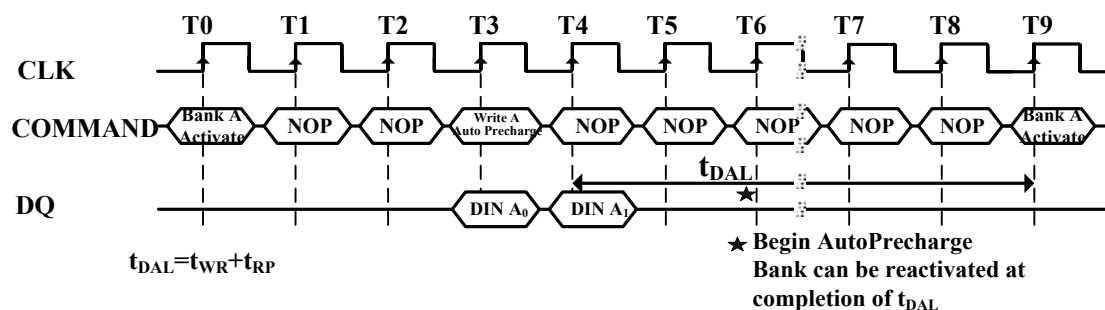 T0 T1 T2 T3 T4 T5 T6 T7 T8 T9
CLK
COMMAND Bank A Activate NOP NOP Write A Auto Precharge NOP NOP NOP NOP NOP Bank A Activate
tDAL
DQ DIN A0 DIN A1
★ Begin AutoPrecharge
Bank can be reactivated at
completion of tDAL
tDAL=tWR+tRP